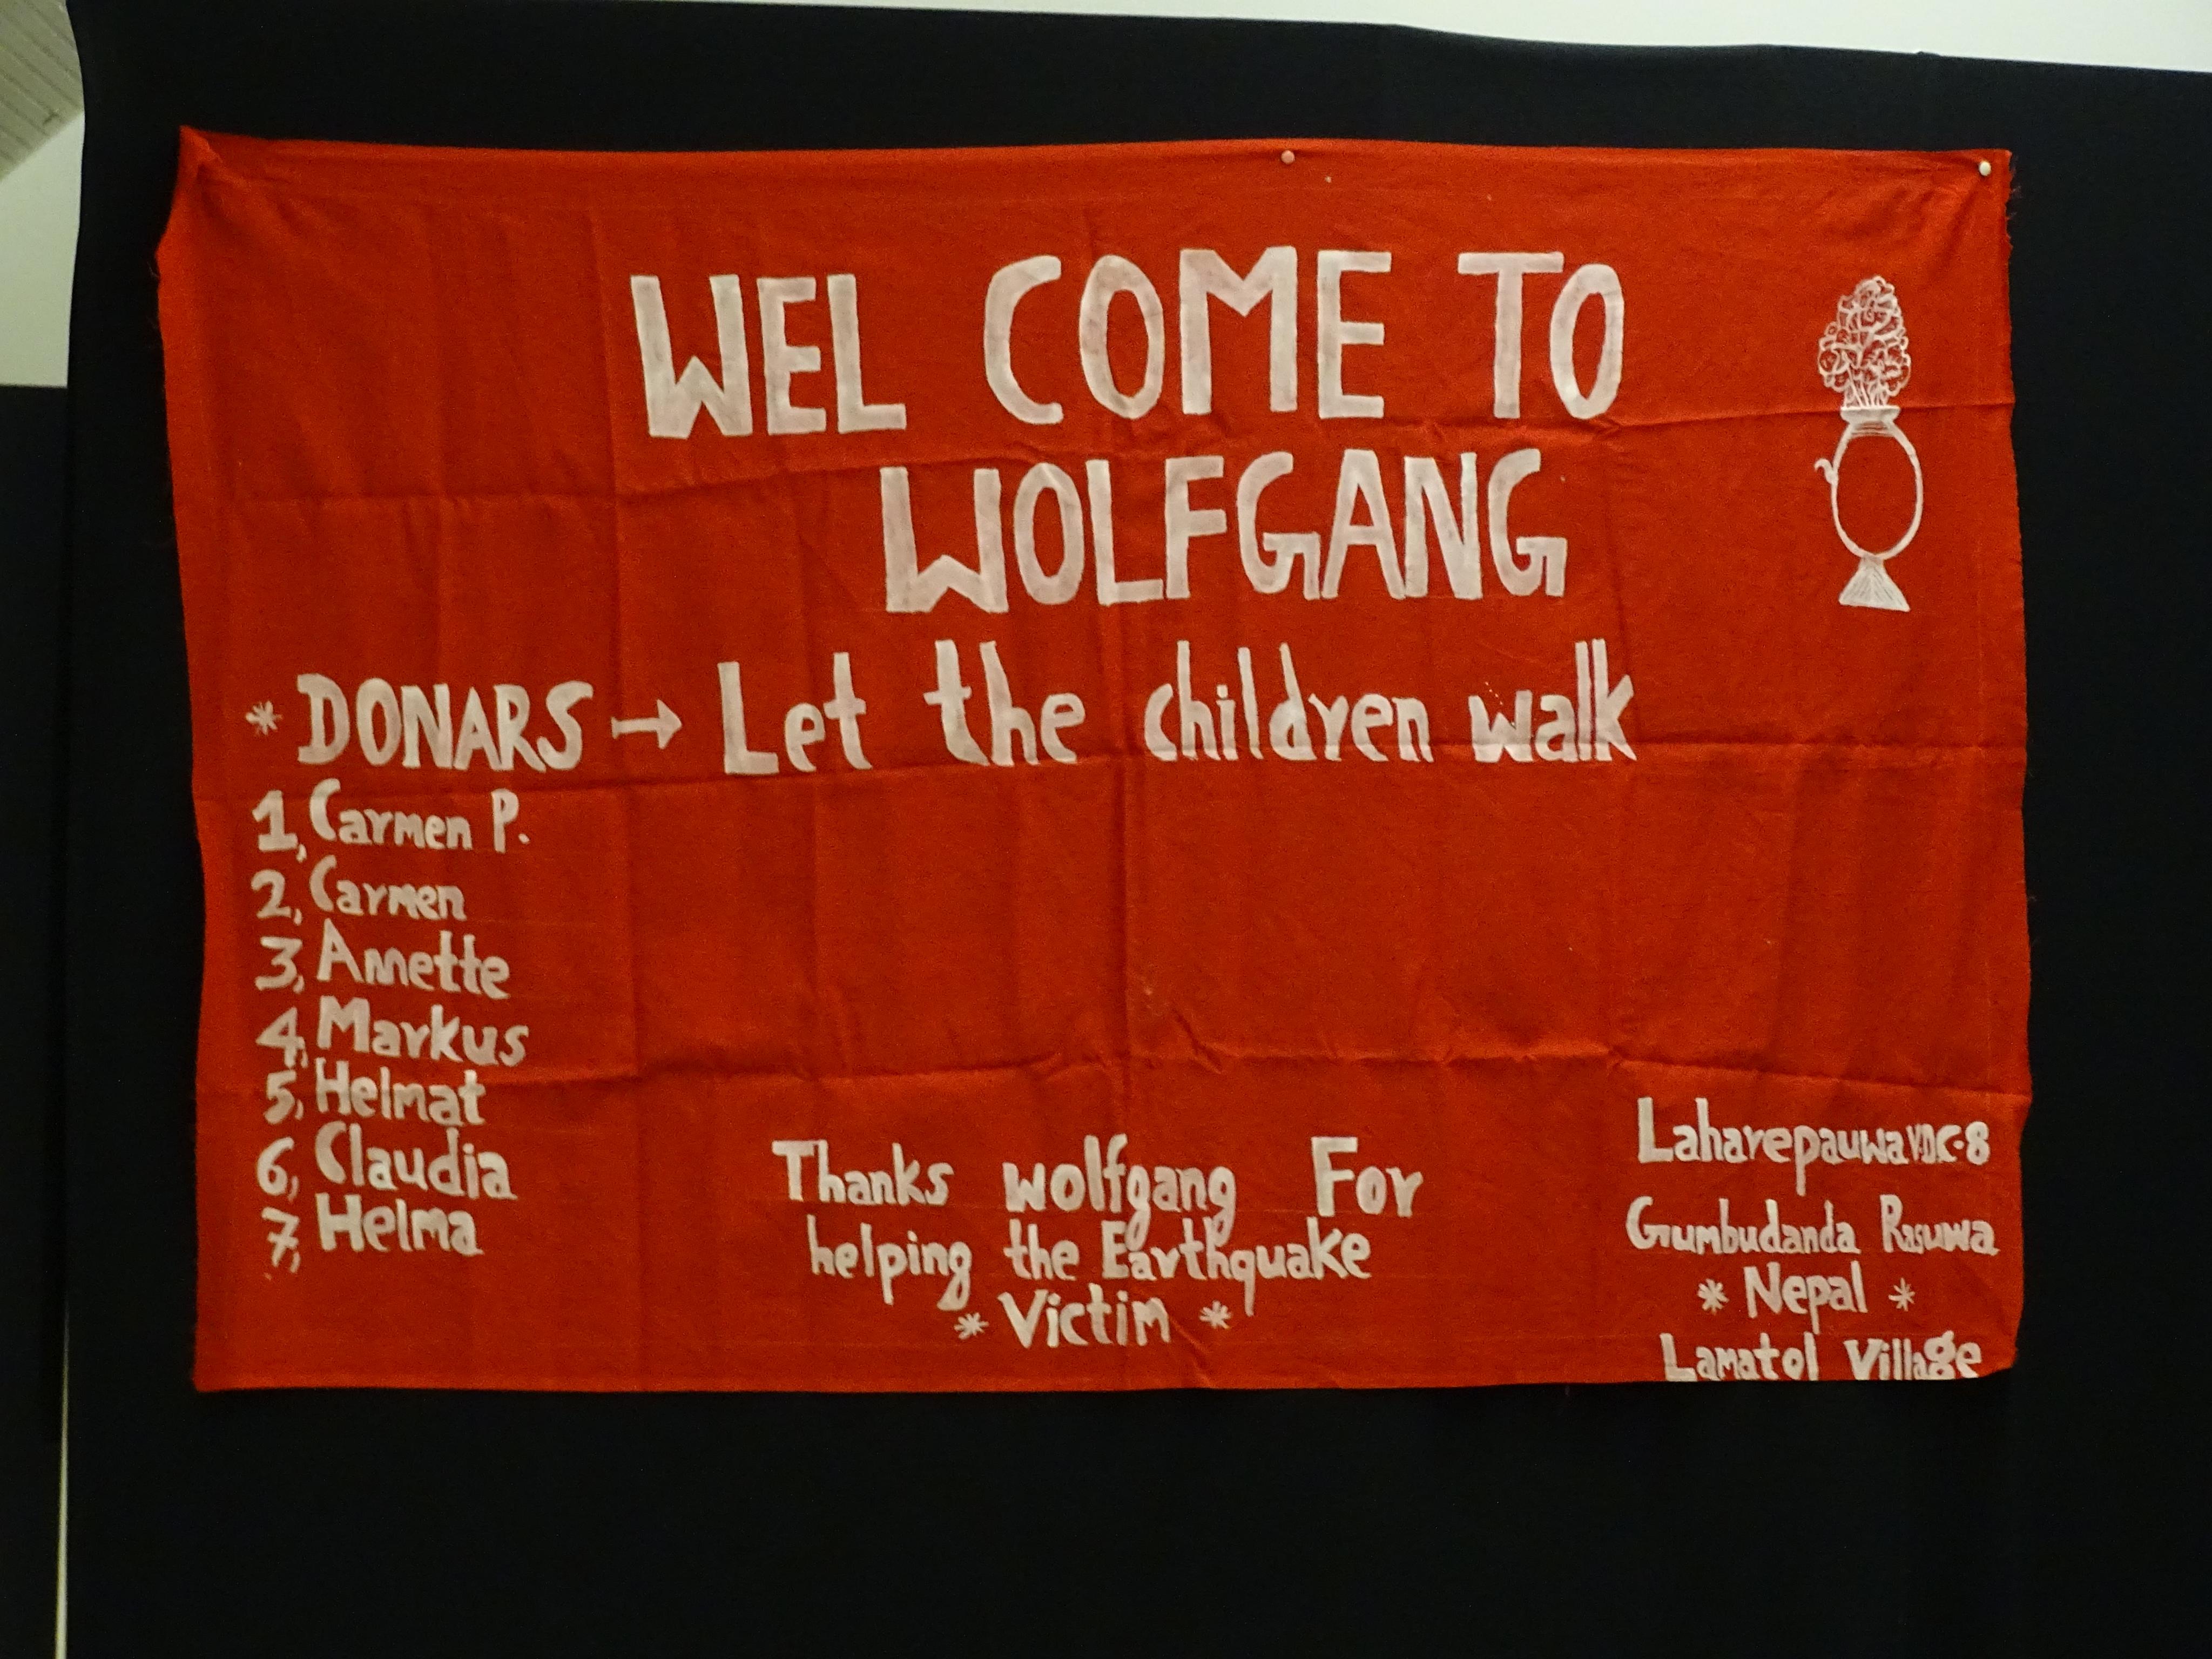 WEL COME TO
WOLFGANG
* DONARS → Let the children walk
1, Carmen P.
2, Carmen
3, Annette
4, Markus
5, Helmat
6, Claudia
7, Helma
Thanks wolfgang For
helping the Earthquake
* Victim *
Laharepauwa V.D.C-8
Gumbudanda Rasuwa
* Nepal *
Lamatol Village